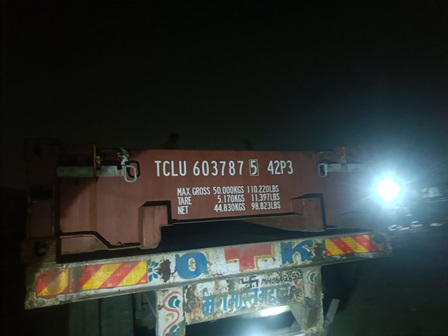 TCLU 603787 5 42P3
MAX. GROSS 50.000KGS 110.220LBS
TARE 5.170KGS 11.397LBS
NET 44.830KGS 98.823LBS